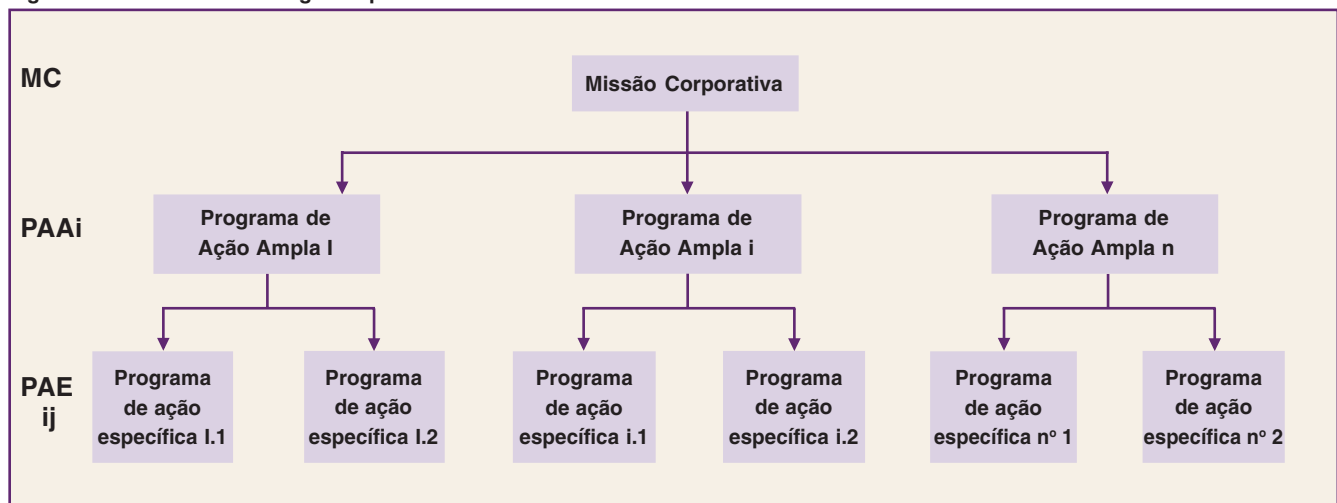 MC
Missão Corporativa
PAAi
Programa de
Ação Ampla I
Programa de
Ação Ampla i
Programa de
Ação Ampla n
PAE
ij
Programa
de ação
específica I.1
Programa
de ação
específica I.2
Programa
de ação
específica i.1
Programa
de ação
específica i.2
Programa
de ação
específica nº 1
Programa
de ação
específica nº 2